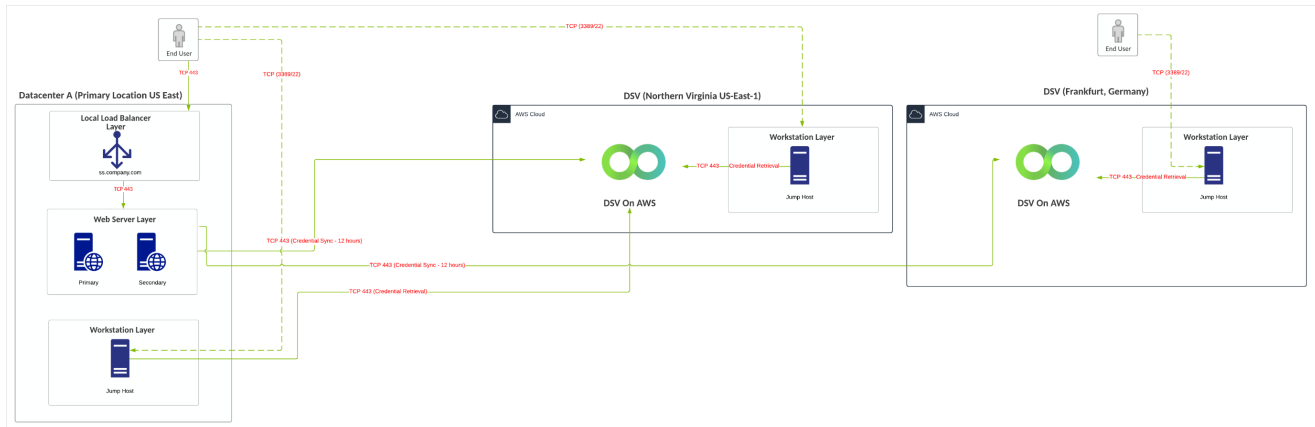 End User
TCP 443
TCP (3389/22)
TCP (3389/22)
Datacenter A (Primary Location US East)
Local Load Balancer
Layer
ss.company.com
TCP 443
Web Server Layer
Primary
Secondary
Workstation Layer
Jump Host
TCP 443 (Credential Sync - 12 hours)
TCP 443 (Credential Sync - 12 hours)
TCP 443 (Credential Retrieval)
DSV (Northern Virginia US-East-1)
AWS Cloud
DSV On AWS
TCP 443
Credential Retrieval
Workstation Layer
Jump Host
End User
TCP (3389/22)
DSV (Frankfurt, Germany)
AWS Cloud
DSV On AWS
TCP 443
Credential Retrieval
Workstation Layer
Jump Host